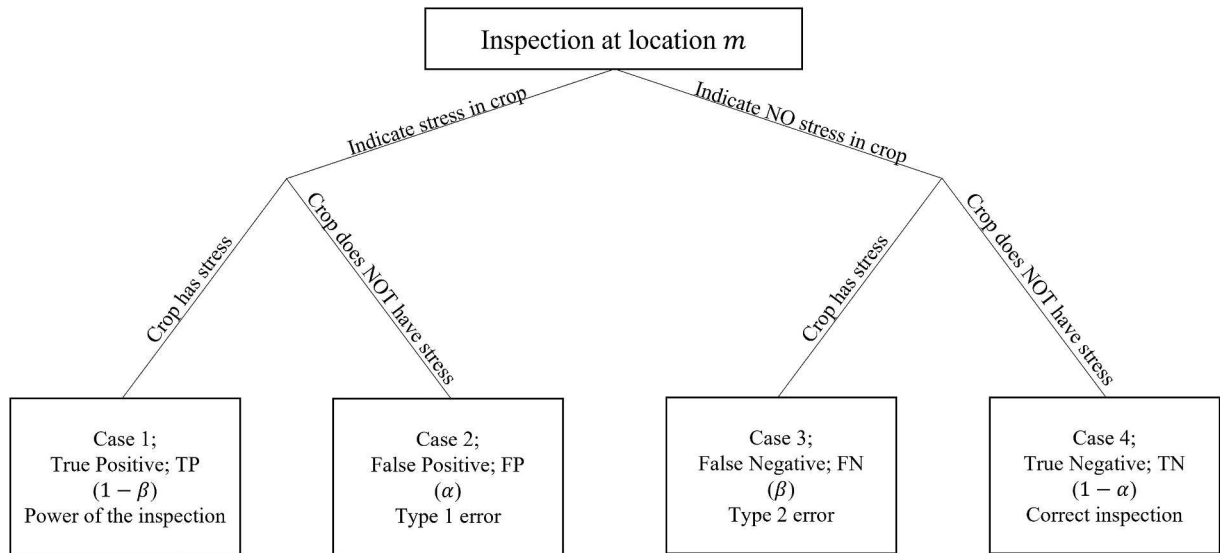 Inspection at location m
Indicate stress in crop
Indicate NO stress in crop
Crop has stress
Crop does NOT have stress
Crop has stress
Crop does NOT have stress
Case 1;
True Positive; TP
(1 − β)
Power of the inspection
Case 2;
False Positive; FP
(α)
Type 1 error
Case 3;
False Negative; FN
(β)
Type 2 error
Case 4;
True Negative; TN
(1 − α)
Correct inspection